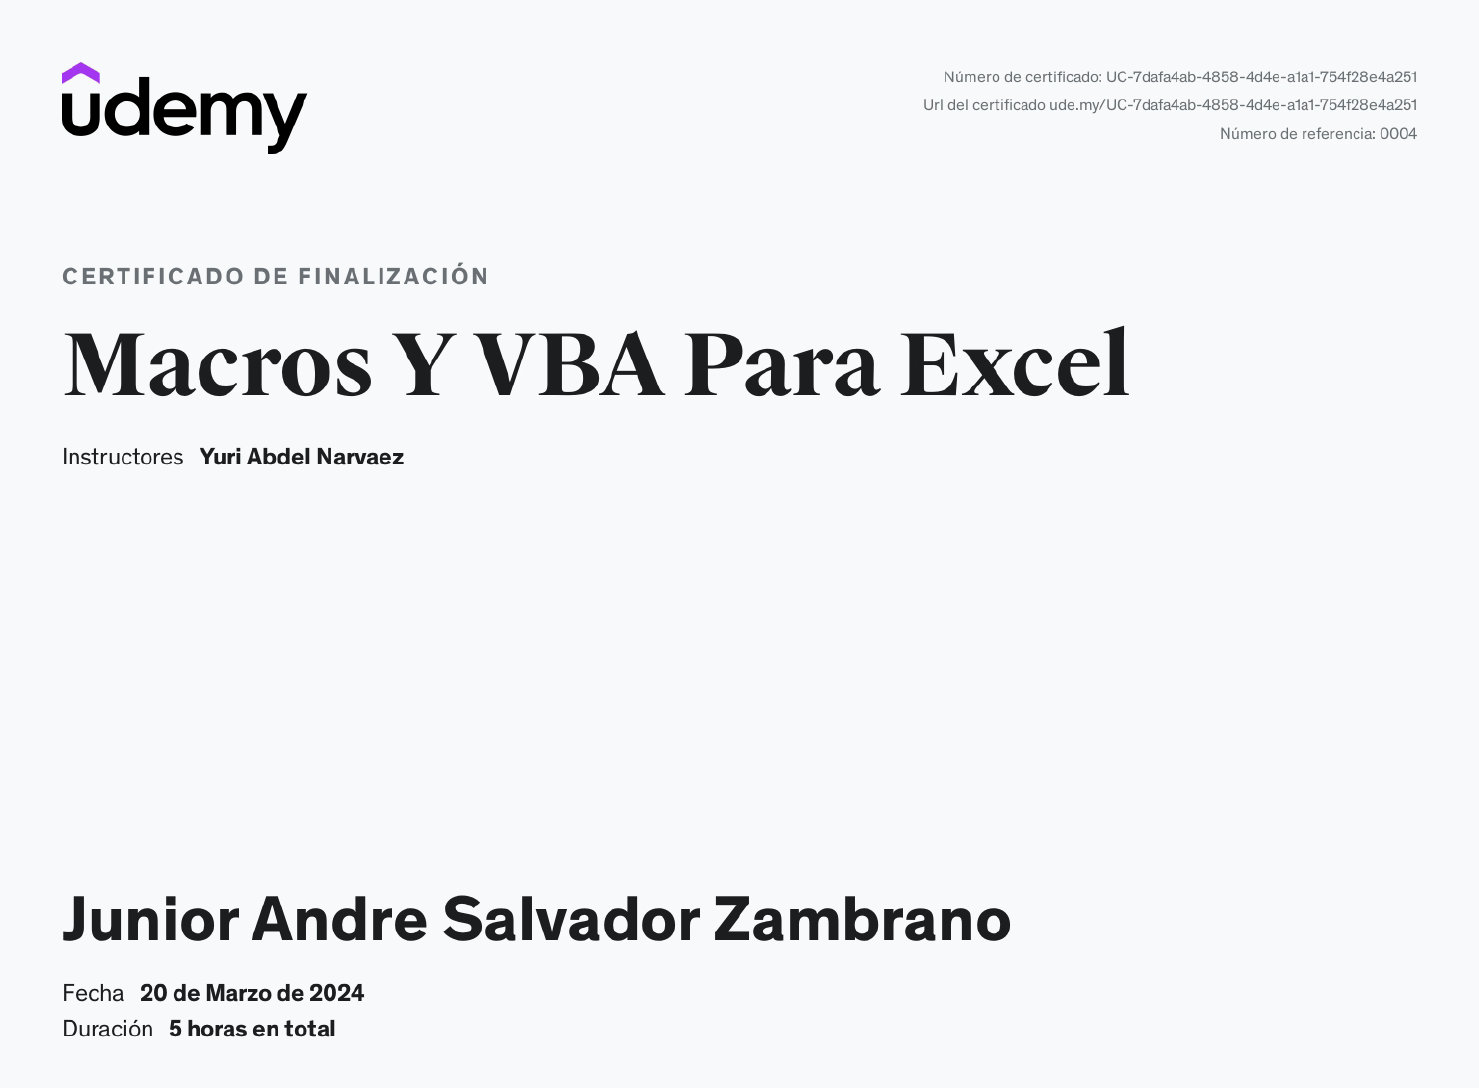 udemy
Número de certificado: UC-7dafa4ab-4858-4d4e-a1a1-754f28e4a251
Url del certificado ude.my/UC-7dafa4ab-4858-4d4e-a1a1-754f28e4a251
Número de referencia: 0004
CERTIFICADO DE FINALIZACIÓN
Macros Y VBA Para Excel
Instructores Yuri Abdel Narvaez
Junior Andre Salvador Zambrano
Fecha 20 de Marzo de 2024
Duración 5 horas en total